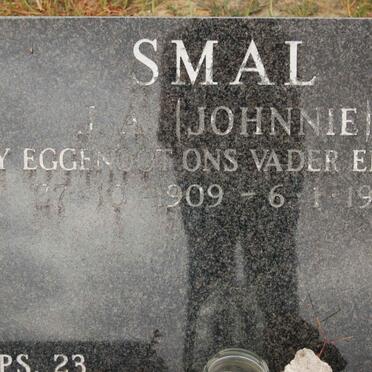 SMAL
J. A. (JOHNNIE)
Y EGGENOOT ONS VADER E
27-10-1909 - 6-1-19
PS. 23